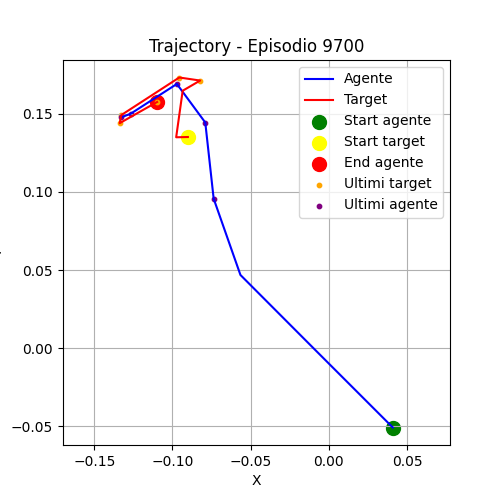 Trajectory - Episodio 9700
Agente
Target
Start agente
Start target
End agente
Ultimi target
Ultimi agente
0.15
0.10
0.05
0.00
−0.05
−0.15
−0.10
−0.05
0.00
0.05
X